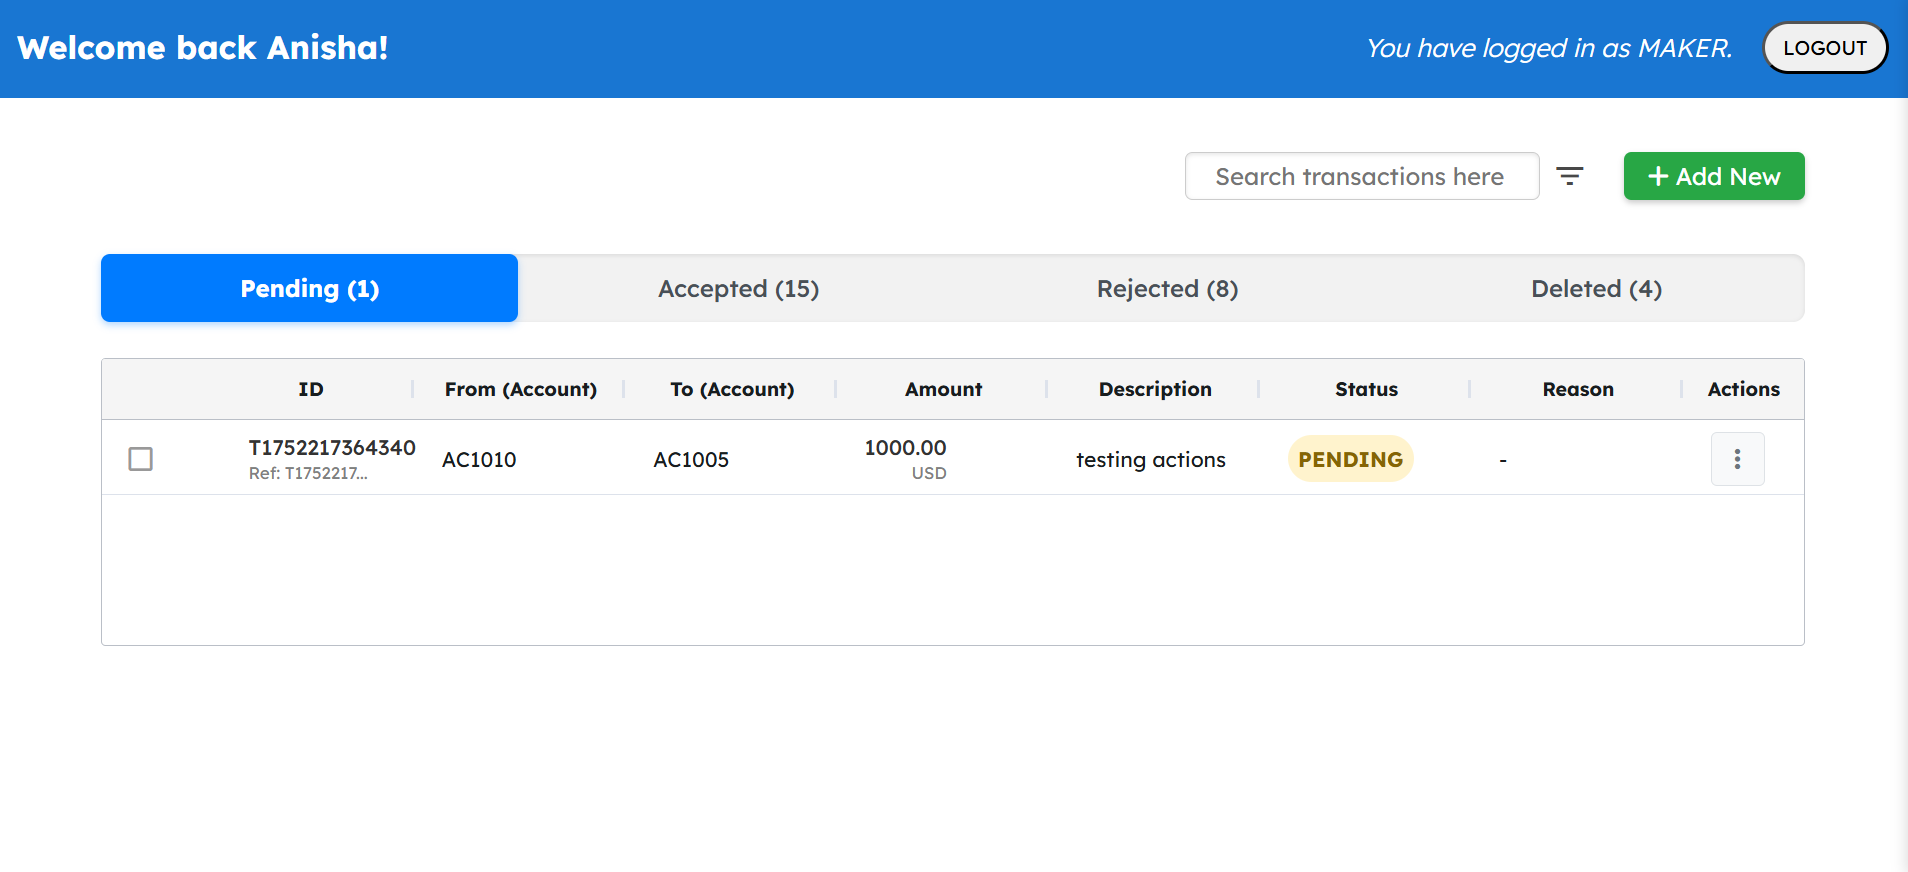 Welcome back Anisha!
You have logged in as MAKER.
LOGOUT
Search transactions here
+ Add New
Pending (1)
Accepted (15)
Rejected (8)
Deleted (4)
ID
From (Account)
To (Account)
Amount
Description
Status
Reason
Actions
T1752217364340
Ref: T1752217...
AC1010
AC1005
1000.00
USD
testing actions
PENDING
-